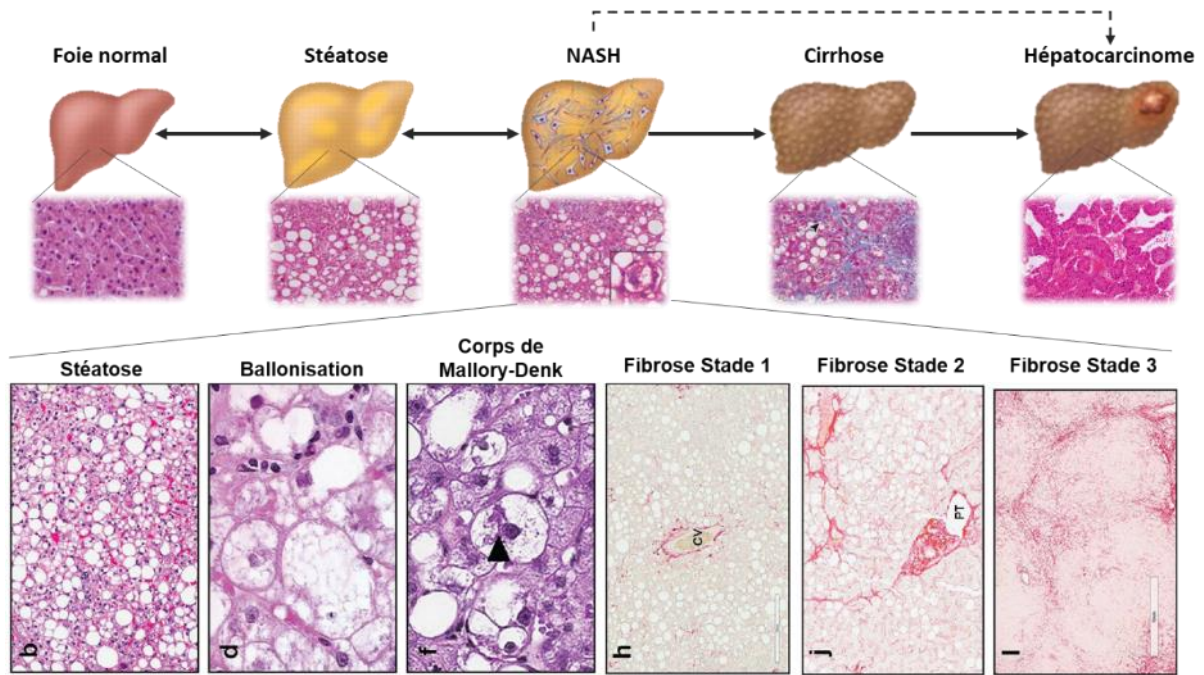 Foie normal
Stéatose
NASH
Cirrhose
Hépatocarcinome
Stéatose
Ballonisation
Corps de
Mallory-Denk
Fibrose Stade 1
Fibrose Stade 2
Fibrose Stade 3
b
d
f
h
CV
j
PT
l